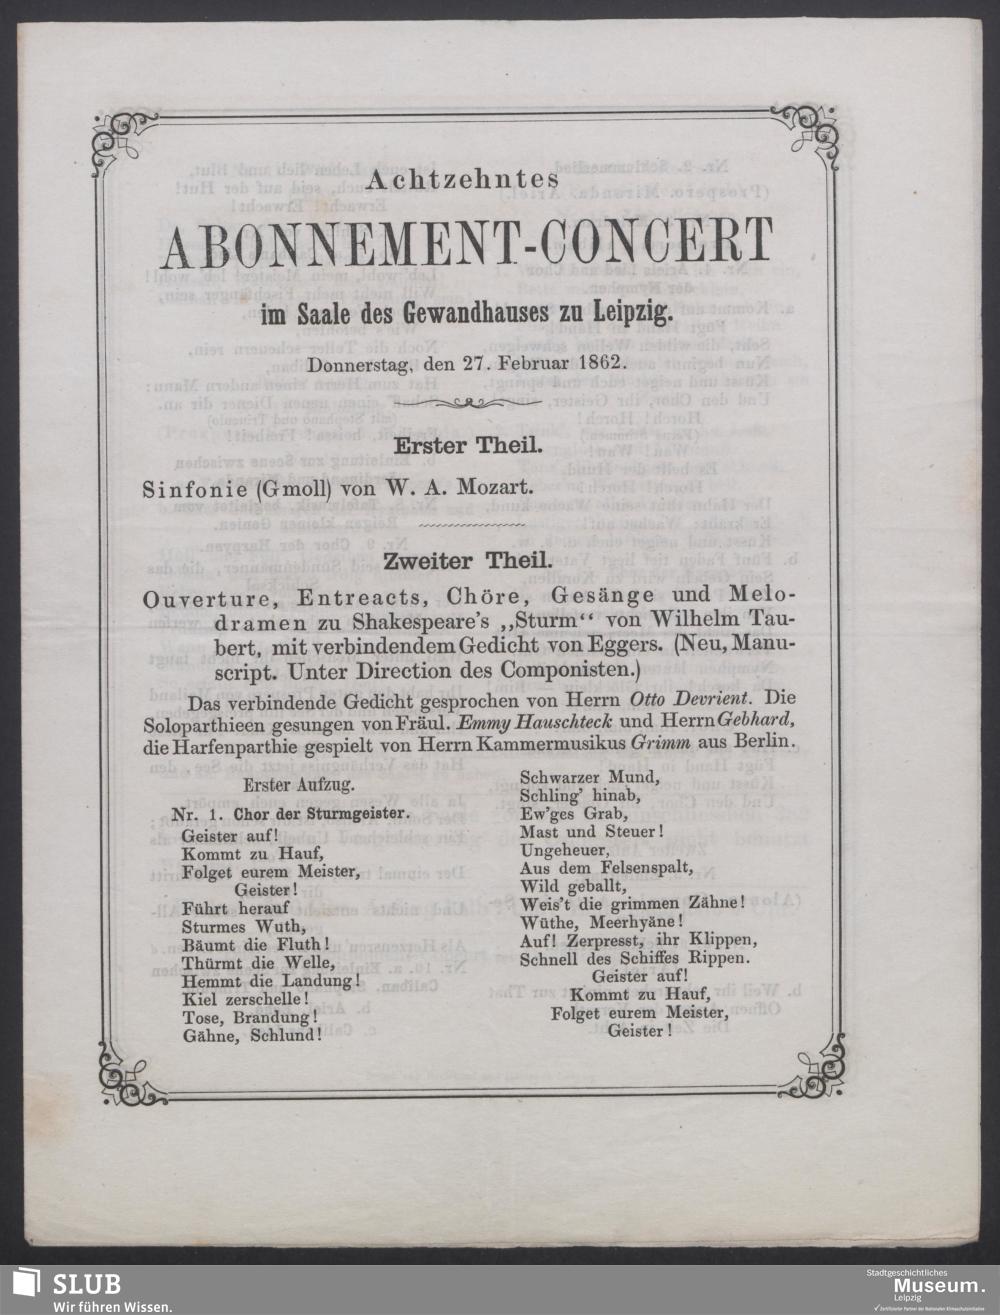 Achtzehntes
ABONNEMENT-CONCERT
im Saale des Gewandhauses zu Leipzig.
Donnerstag, den 27. Februar 1862.
Erster Theil.
Sinfonie (G moll) von W. A. Mozart.
Zweiter Theil.
Ouverture, Entreacts, Chöre, Gesänge und Melo-
dramen zu Shakespeare's „Sturm“ von Wilhelm Tau-
bert, mit verbindendem Gedicht von Eggers. (Neu, Manu-
script. Unter Direction des Componisten.)
Das verbindende Gedicht gesprochen von Herrn Otto Devrient. Die
Soloparthieen gesungen von Fräul. Emmy Hauschteck und Herrn Gebhard,
die Harfenparthie gespielt von Herrn Kammermusikus Grimm aus Berlin.
Erster Aufzug.
Nr. 1. Chor der Sturmgeister.
Geister auf!
Kommt zu Hauf,
Folget eurem Meister,
Geister!
Führt herauf
Sturmes Wuth,
Bäumt die Fluth!
Thürmt die Welle,
Hemmt die Landung!
Kiel zerschelle!
Tose, Brandung!
Gähne, Schlund!
Schwarzer Mund,
Schling' hinab,
Ew'ges Grab,
Mast und Steuer!
Ungeheuer,
Aus dem Felsenspalt,
Wild geballt,
Weis't die grimmen Zähne!
Wüthe, Meerhyäne!
Auf! Zerpresst, ihr Klippen,
Schnell des Schiffes Rippen.
Geister auf!
Kommt zu Hauf,
Folget eurem Meister,
Geister!
SLUB
Wir führen Wissen.
Stadtgeschichtliches
Museum.
Leipzig
Zertifizierter Partner der Nationalen Klimaschutzinitiative